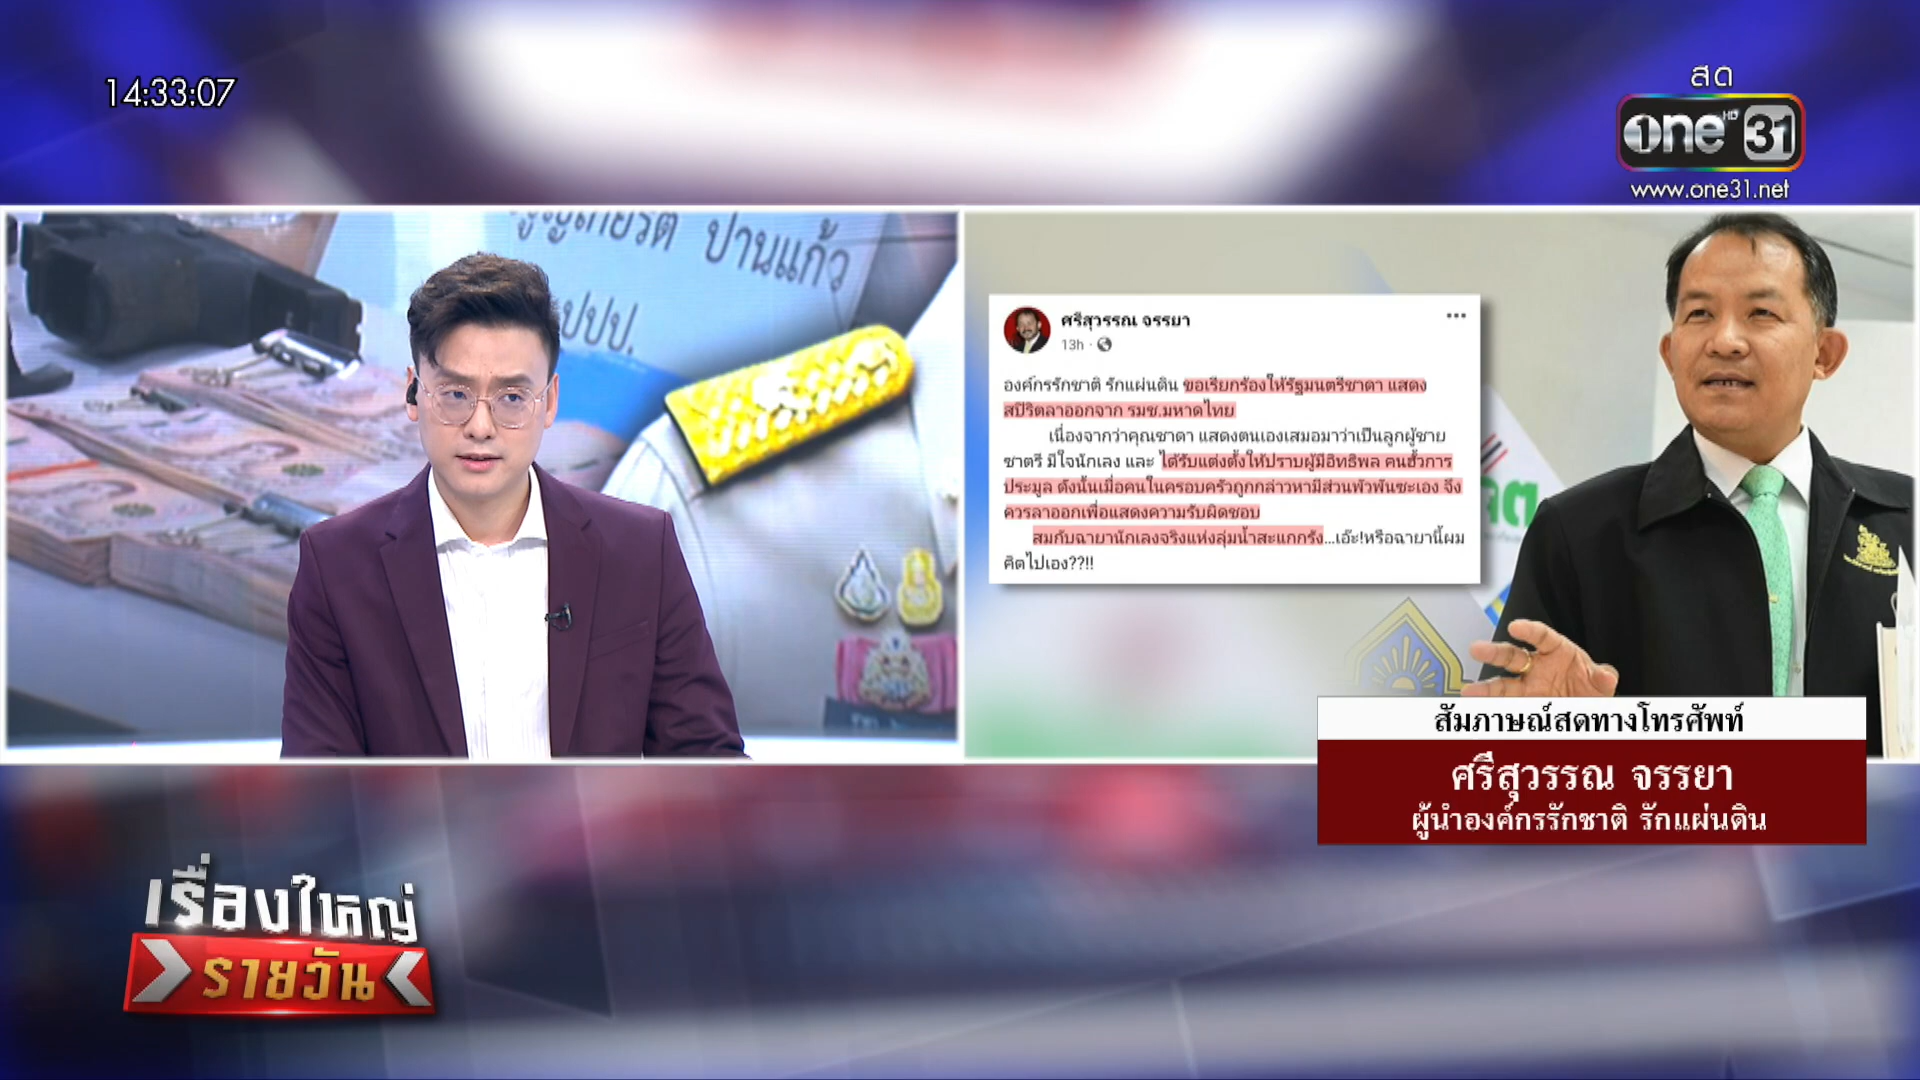 14:33:07
สด
one HD 31
www.one31.net
ปานแก้ว
ปปป.
ศรีสุวรรณ จรรยา
13h
องค์กรรักชาติ รักแผ่นดิน ขอเรียกร้องให้รัฐมนตรีชาดา แสดง
สปิริตลาออกจาก รมช.มหาดไทย
เนื่องจากว่าคุณชาดา แสดงตนเองเสมอมาว่าเป็นลูกผู้ชาย
ชาตรี มีใจนักเลง และ ได้รับแต่งตั้งให้ปราบผู้มีอิทธิพล คนฮั้วการ
ประมูล ดังนั้นเมื่อคนในครอบครัวถูกกล่าวหามีส่วนพัวพันซะเอง จึง
ควรลาออกเพื่อแสดงความรับผิดชอบ
สมกับฉายานักเลงจริงแห่งลุ่มน้ำสะแกกรัง...เอ๊ะ!หรือฉายานี้ผม
คิดไปเอง??!!
สัมภาษณ์สดทางโทรศัพท์
ศรีสุวรรณ จรรยา
ผู้นำองค์กรรักชาติ รักแผ่นดิน
เรื่องใหญ่
รายวัน